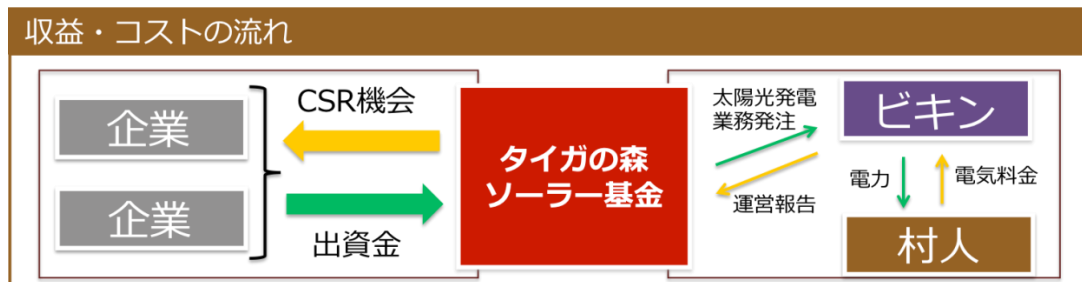 収益・コストの流れ
企業
企業
CSR機会
出資金
タイガの森
ソーラー基金
太陽光発電
業務発注
運営報告
ビキン
電力
電気料金
村人